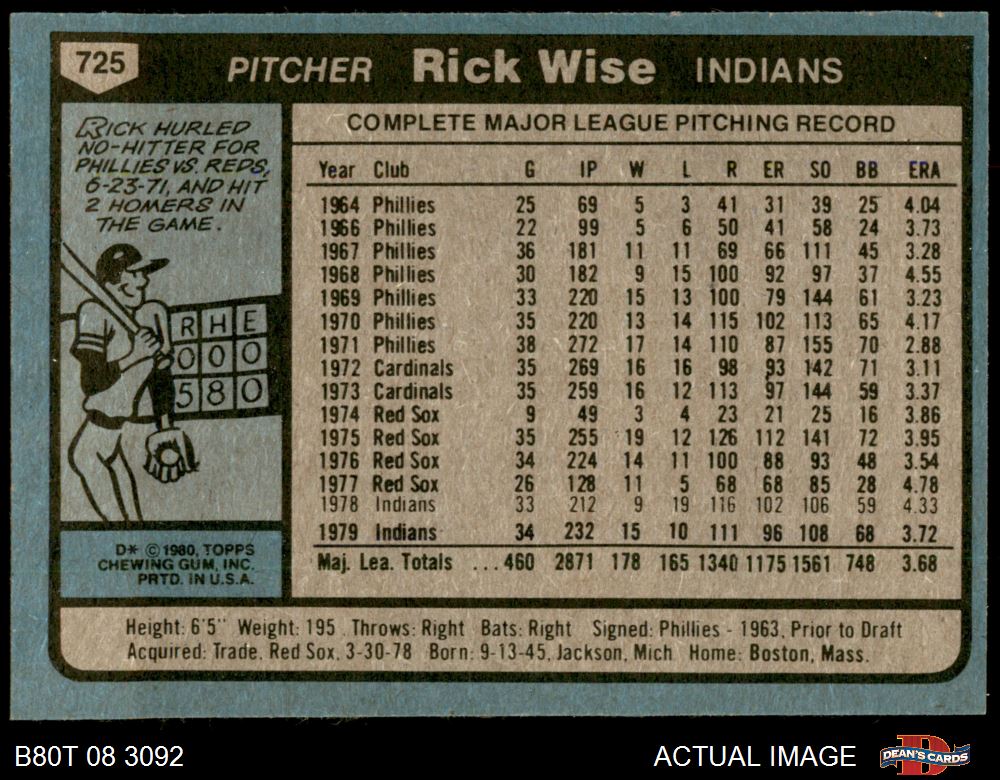 725 PITCHER Rick Wise INDIANS
RICK HURLED
NO-HITTER FOR
PHILLIES VS. REDS,
6-23-71, AND HIT
2 HOMERS IN
THE GAME.
R H E
0 0 0
5 8 0
D* © 1980, TOPPS
CHEWING GUM, INC.
PRTD. IN U.S.A.
COMPLETE MAJOR LEAGUE PITCHING RECORD
Year Club G IP W L R ER SO BB ERA
1964 Phillies 25 69 5 3 41 31 39 25 4.04
1966 Phillies 22 99 5 6 50 41 58 24 3.73
1967 Phillies 36 181 11 11 69 66 111 45 3.28
1968 Phillies 30 182 9 15 100 92 97 37 4.55
1969 Phillies 33 220 15 13 100 79 144 61 3.23
1970 Phillies 35 220 13 14 115 102 113 65 4.17
1971 Phillies 38 272 17 14 110 87 155 70 2.88
1972 Cardinals 35 269 16 16 98 93 142 71 3.11
1973 Cardinals 35 259 16 12 113 97 144 59 3.37
1974 Red Sox 9 49 3 4 23 21 25 16 3.86
1975 Red Sox 35 255 19 12 126 112 141 72 3.95
1976 Red Sox 34 224 14 11 100 88 93 48 3.54
1977 Red Sox 26 128 11 5 68 68 85 28 4.78
1978 Indians 33 212 9 19 116 102 106 59 4.33
1979 Indians 34 232 15 10 111 96 108 68 3.72
Maj. Lea. Totals ...460 2871 178 165 1340 1175 1561 748 3.68
Height: 6'5" Weight: 195 Throws: Right Bats: Right Signed: Phillies - 1963, Prior to Draft
Acquired: Trade, Red Sox, 3-30-78 Born: 9-13-45, Jackson, Mich Home: Boston, Mass.
B80T 08 3092 ACTUAL IMAGE DEAN'S CARDS